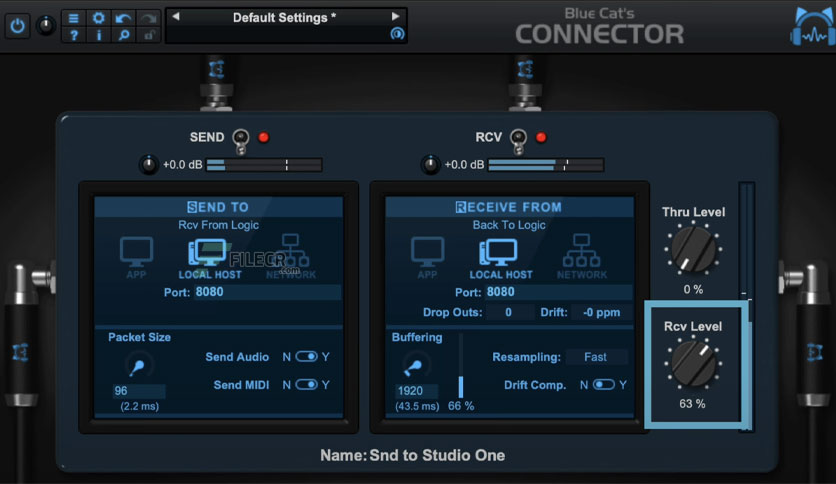 Default Settings *
Blue Cat's
CONNECTOR
? i
SEND
RCV
+0.0 dB
+0.0 dB
SEND TO
Rcv From Logic
APP
LOCAL HOST
NETWORK
FILECR
.com
Port: 8080
Packet Size
96
(2.2 ms)
Send Audio N Y
Send MIDI N Y
RECEIVE FROM
Back To Logic
APP
LOCAL HOST
NETWORK
Port: 8080
Drop Outs: 0 Drift: -0 ppm
Buffering
1920
(43.5 ms) 66 %
Resampling: Fast
Drift Comp. N Y
Thru Level
0 %
Rcv Level
63 %
Name: Snd to Studio One